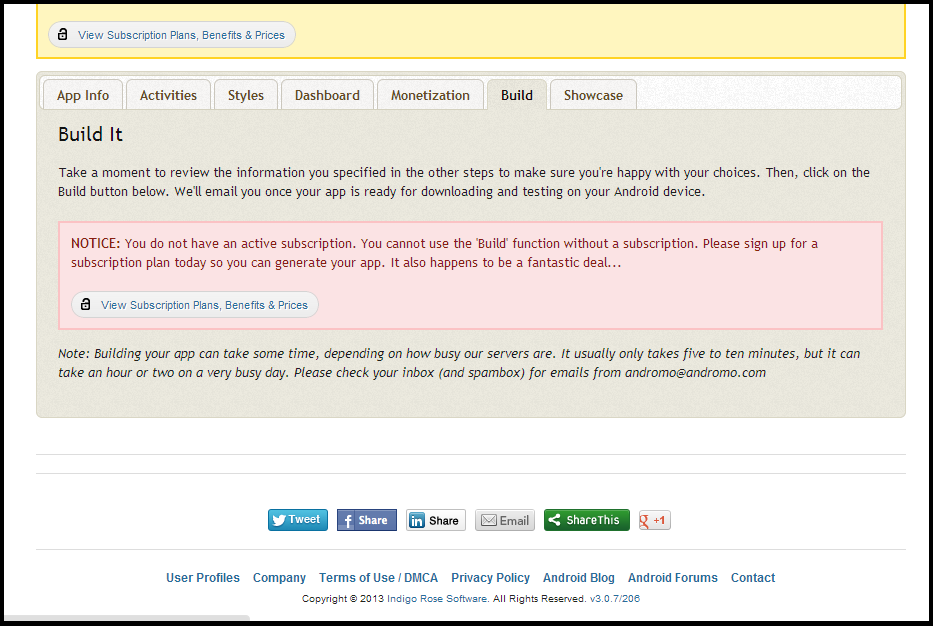 View Subscription Plans, Benefits & Prices
App Info Activities Styles Dashboard Monetization Build Showcase
Build It
Take a moment to review the information you specified in the other steps to make sure you're happy with your choices. Then, click on the
Build button below. We'll email you once your app is ready for downloading and testing on your Android device.
NOTICE: You do not have an active subscription. You cannot use the 'Build' function without a subscription. Please sign up for a
subscription plan today so you can generate your app. It also happens to be a fantastic deal...
View Subscription Plans, Benefits & Prices
Note: Building your app can take some time, depending on how busy our servers are. It usually only takes five to ten minutes, but it can
take an hour or two on a very busy day. Please check your inbox (and spambox) for emails from andromo@andromo.com
Tweet f Share in Share Email ShareThis g +1
User Profiles Company Terms of Use / DMCA Privacy Policy Android Blog Android Forums Contact
Copyright © 2013 Indigo Rose Software. All Rights Reserved. v3.0.7/206